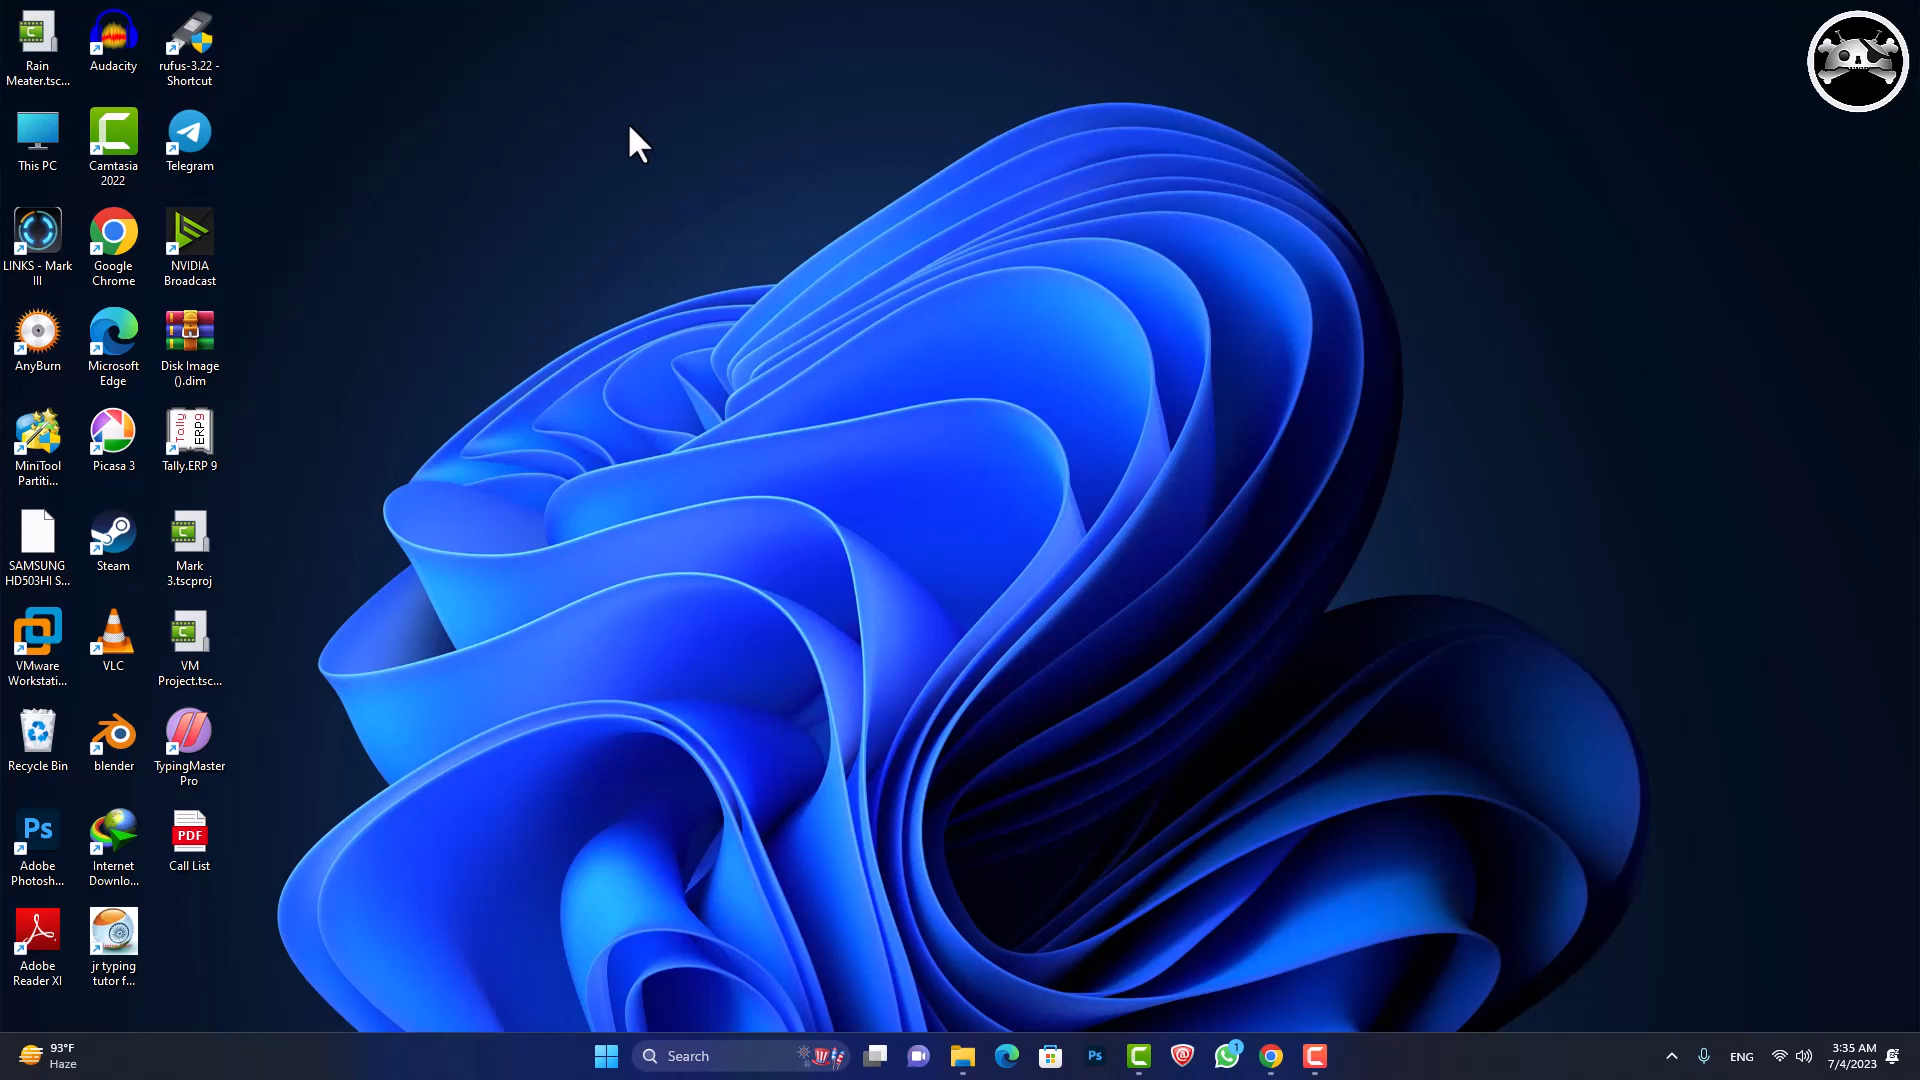 Rain
Meater.tsc...
Audacity
rufus-3.22 -
Shortcut
This PC
Camtasia
2022
Telegram
LINKS - Mark
III
Google
Chrome
NVIDIA
Broadcast
AnyBurn
Microsoft
Edge
Disk Image
().dim
MiniTool
Partiti...
Picasa 3
Tally
ERP9
Tally.ERP 9
SAMSUNG
HD503HI S...
Steam
Mark
3.tscproj
VMware
Workstati...
VLC
VM
Project.tsc...
Recycle Bin
blender
TypingMaster
Pro
Ps
Adobe
Photosh...
Internet
Downlo...
PDF
Call List
Adobe
Reader XI
jr typing
tutor f...
93°F
Haze
Search
Ps
1
ENG
3:35 AM
7/4/2023